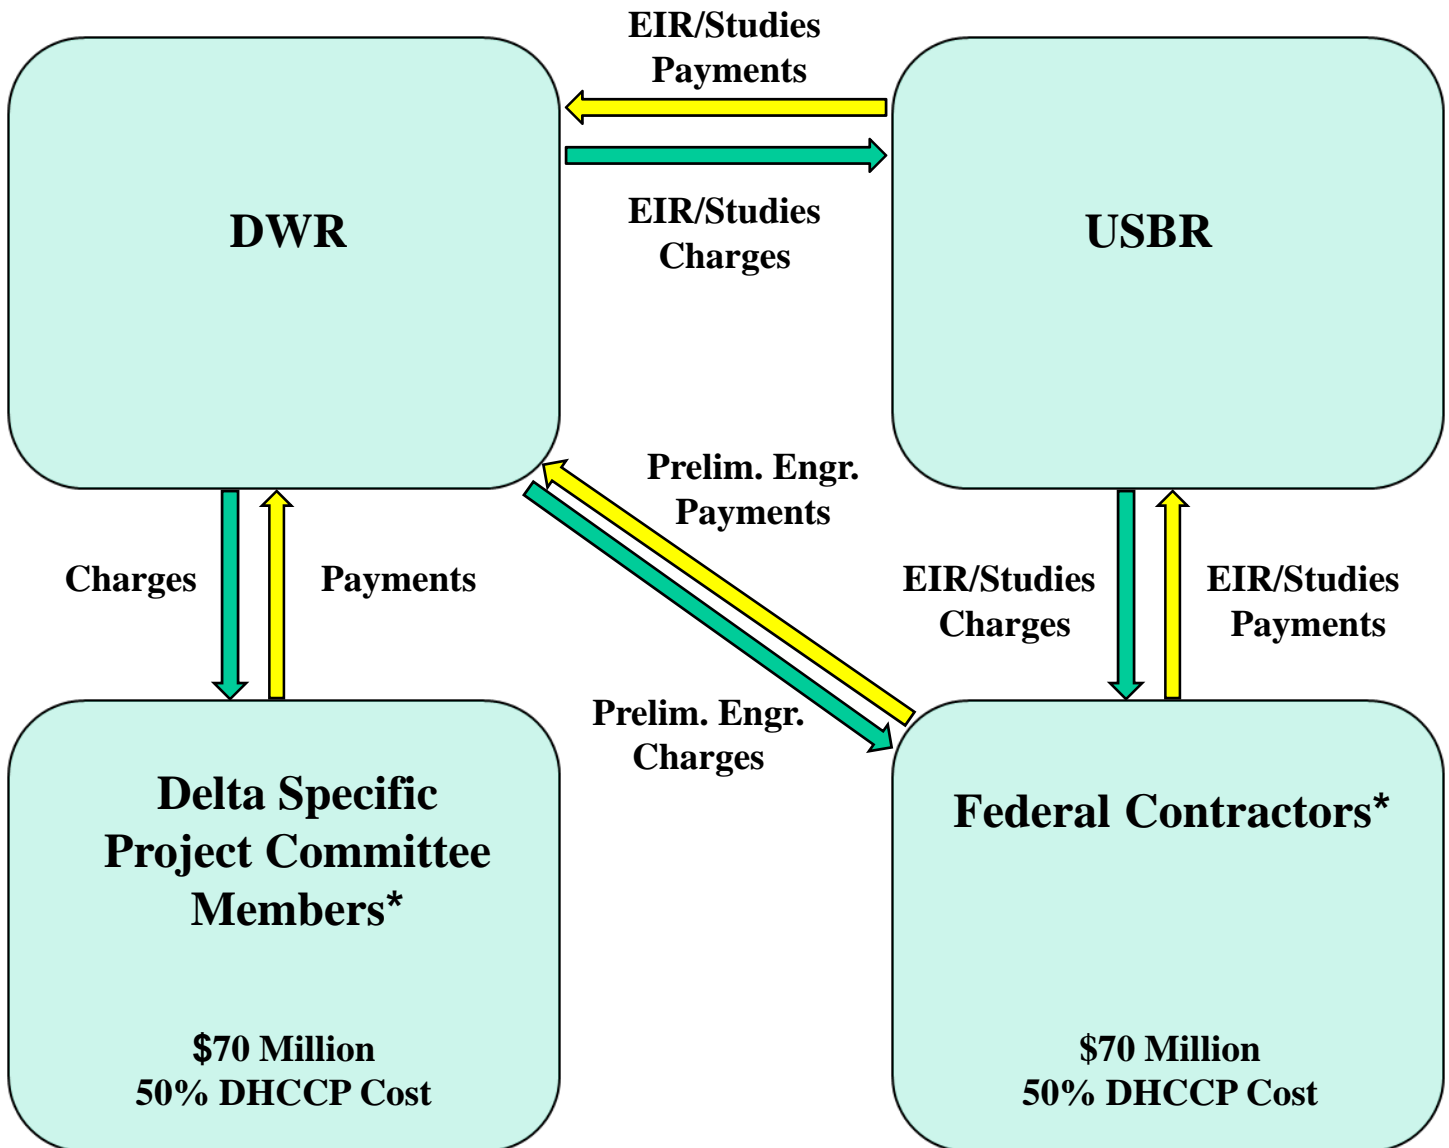 EIR/Studies
Payments
DWR
EIR/Studies
Charges
USBR
Prelim. Engr.
Payments
Charges
Payments
EIR/Studies
Charges
EIR/Studies
Payments
Prelim. Engr.
Charges
Delta Specific
Project Committee
Members*
$70 Million
50% DHCCP Cost
Federal Contractors*
$70 Million
50% DHCCP Cost